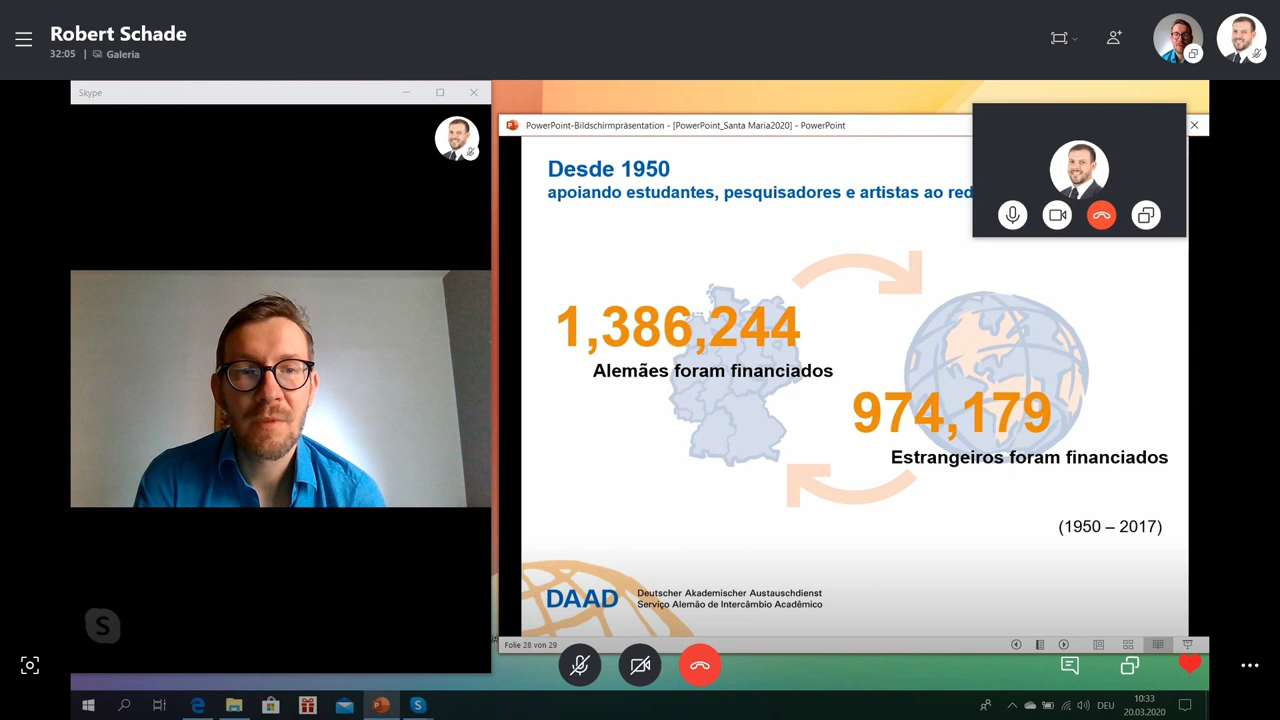 Robert Schade
32:05 | Galeria
Skype
PowerPoint-Bildschirmpräsentation - [PowerPoint_Santa Maria2020] - PowerPoint
Desde 1950
apoiando estudantes, pesquisadores e artistas ao red
1,386,244
Alemães foram financiados
974,179
Estrangeiros foram financiados
(1950 – 2017)
DAAD
Deutscher Akademischer Austauschdienst
Serviço Alemão de Intercâmbio Acadêmico
Folie 28 von 29
S
DEU
10:33
20.03.2020